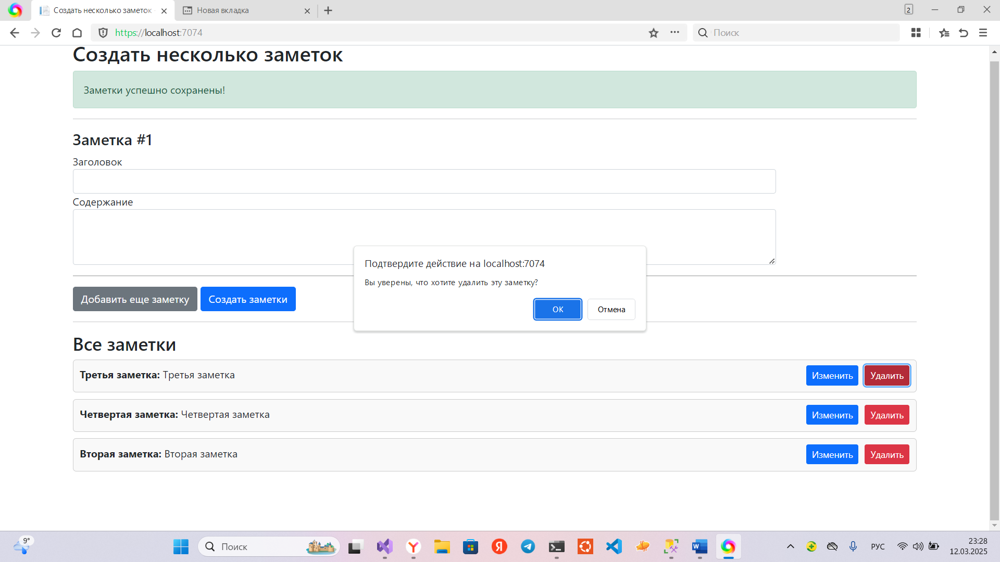 Создать несколько заметок -
Новая вкладка
2
https://localhost:7074
Поиск
Создать несколько заметок
Заметки успешно сохранены!
Заметка #1
Заголовок
Содержание
Подтвердите действие на localhost:7074
Вы уверены, что хотите удалить эту заметку?
ОК
Отмена
Добавить еще заметку
Создать заметки
Все заметки
Третья заметка: Третья заметка
Изменить
Удалить
Четвертая заметка: Четвертая заметка
Изменить
Удалить
Вторая заметка: Вторая заметка
Изменить
Удалить
9°
Поиск
РУС
23:28
12.03.2025